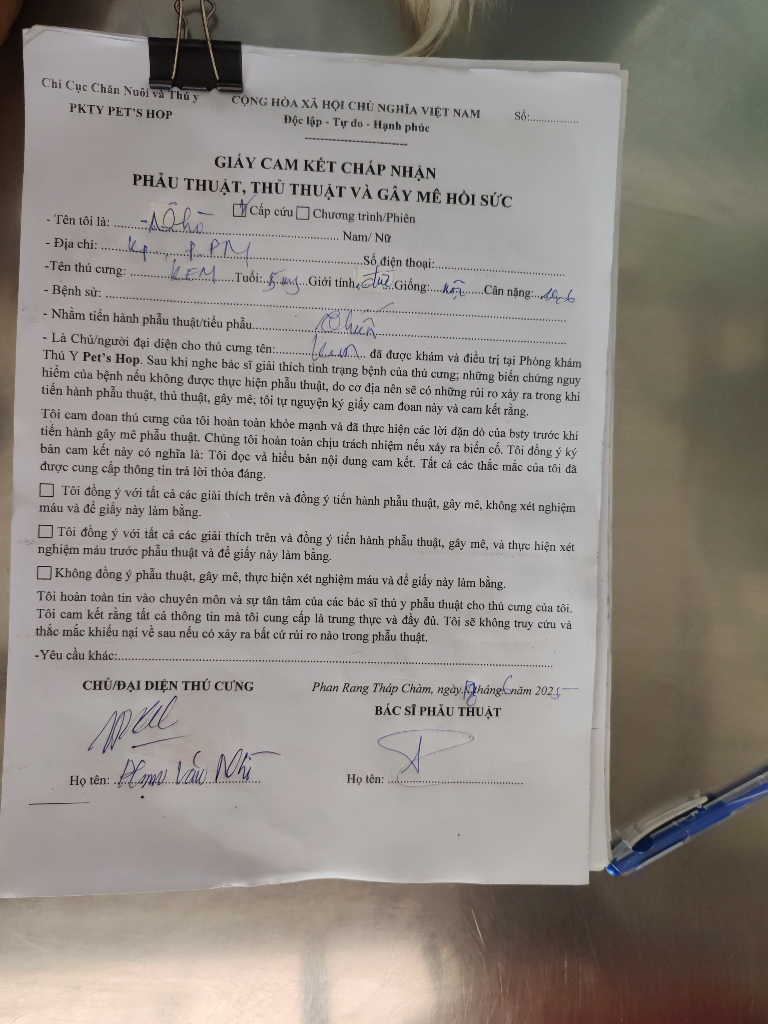 Chi Cục Chăn Nuôi và Thú y
PKTY PET'S HOP
CỘNG HÒA XÃ HỘI CHỦ NGHĨA VIỆT NAM
Độc lập - Tự do - Hạnh phúc
Số:................
GIẤY CAM KẾT CHẤP NHẬN
PHẪU THUẬT, THỦ THUẬT VÀ GÂY MÊ HỒI SỨC
Cấp cứu Chương trình/Phiên
- Tên tôi là: Nam/ Nữ
- Địa chỉ: Kp P. PM Số điện thoại:
-Tên thú cưng: KEM Tuổi: Giới tính: đực Giống: Cân nặng:
- Bệnh sử:
- Nhằm tiến hành phẫu thuật/tiểu phẫu
- Là Chủ/người đại diện cho thú cưng tên: Kem đã được khám và điều trị tại Phòng khám
Thú Y Pet's Hop. Sau khi nghe bác sĩ giải thích tình trạng bệnh của thú cưng; những biến chứng nguy
hiểm của bệnh nếu không được thực hiện phẫu thuật, do cơ địa nên sẽ có những rủi ro xảy ra trong khi
tiến hành phẫu thuật, thủ thuật, gây mê; tôi tự nguyện ký giấy cam đoan này và cam kết rằng.
Tôi cam đoan thú cưng của tôi hoàn toàn khỏe mạnh và đã thực hiện các lời dặn dò của bsty trước khi
tiến hành gây mê phẫu thuật. Chúng tôi hoàn toàn chịu trách nhiệm nếu xảy ra biến cố. Tôi đồng ý ký
bản cam kết này có nghĩa là: Tôi đọc và hiểu bản nội dung cam kết. Tất cả các thắc mắc của tôi đã
được cung cấp thông tin trả lời thỏa đáng.
Tôi đồng ý với tất cả các giải thích trên và đồng ý tiến hành phẫu thuật, gây mê, không xét nghiệm
máu và để giấy này làm bằng.
Tôi đồng ý với tất cả các giải thích trên và đồng ý tiến hành phẫu thuật, gây mê, và thực hiện xét
nghiệm máu trước phẫu thuật và để giấy này làm bằng.
Không đồng ý phẫu thuật, gây mê, thực hiện xét nghiệm máu và để giấy này làm bằng.
Tôi hoàn toàn tin vào chuyên môn và sự tân tâm của các bác sĩ thú y phẫu thuật cho thú cưng của tôi.
Tôi cam kết rằng tất cả thông tin mà tôi cung cấp là trung thực và đầy đủ. Tôi sẽ không truy cứu và
thắc mắc khiếu nại về sau nếu có xảy ra bất cứ rủi ro nào trong phẫu thuật.
-Yêu cầu khác:
CHỦ/ĐẠI DIỆN THÚ CƯNG
Phan Rang Tháp Chàm, ngày tháng 6 năm 2025
BÁC SĨ PHẪU THUẬT
Họ tên: Văn Nhì
Họ tên: